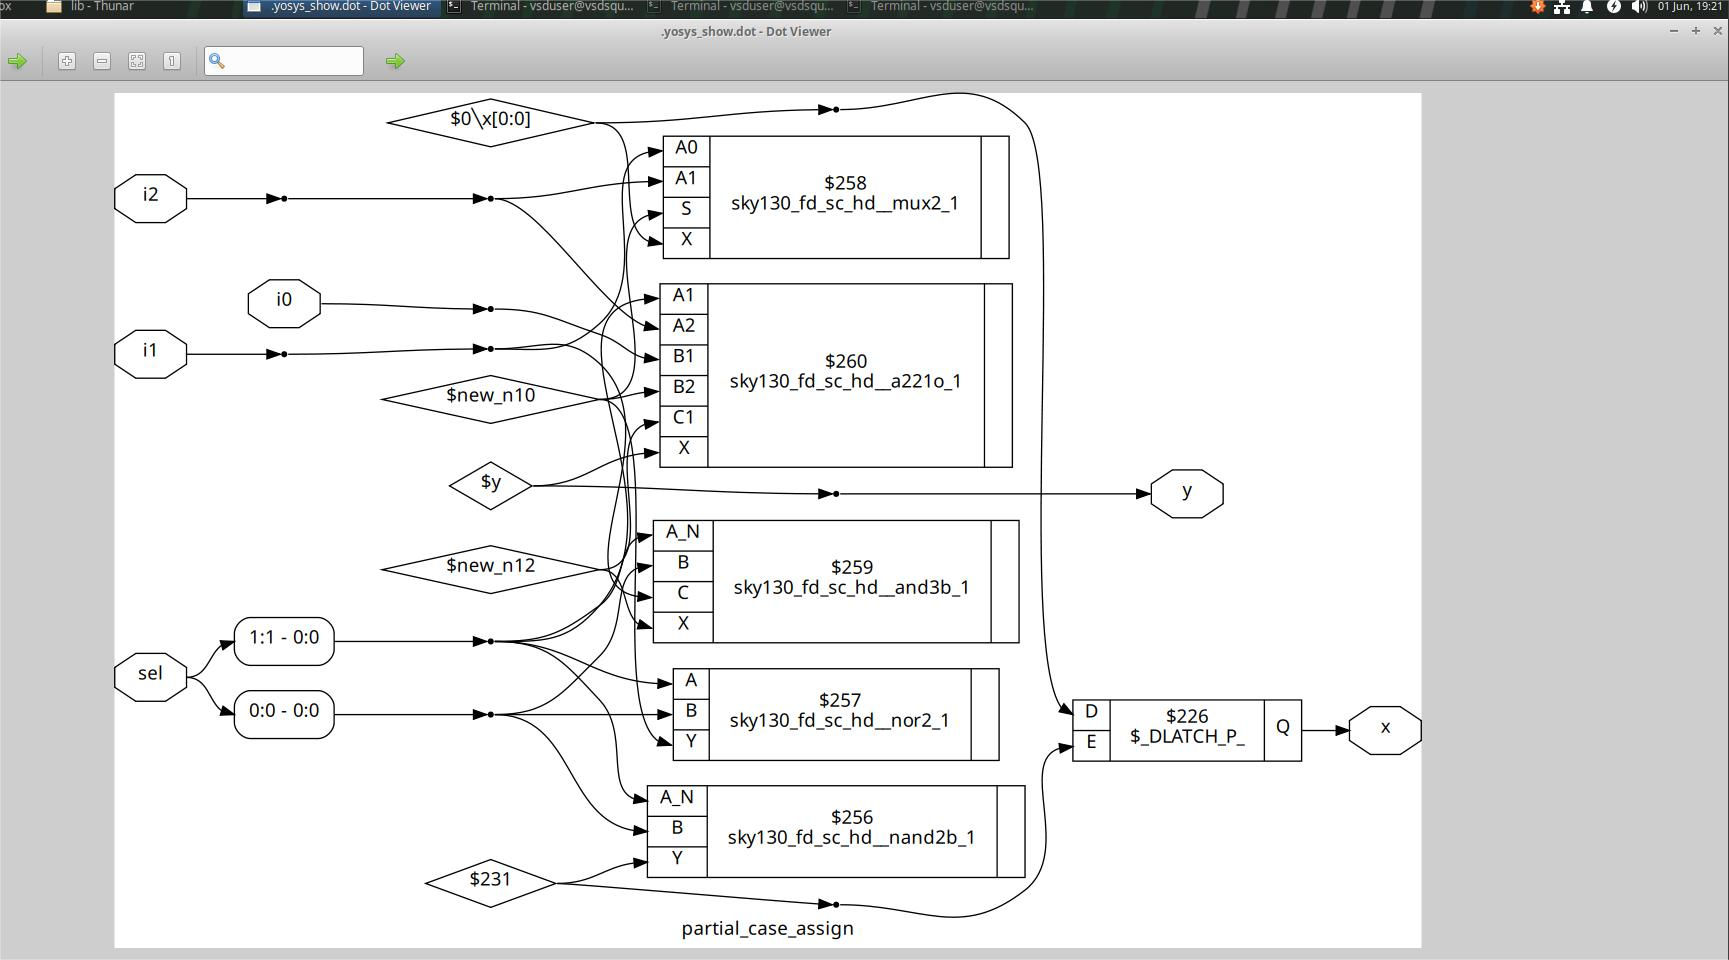 ox
lib - Thunar
.yosys_show.dot - Dot Viewer
Terminal - vsduser@vsdsqu...
Terminal - vsduser@vsdsqu...
Terminal - vsduser@vsdsqu...
01 Jun, 19:21
.yosys_show.dot - Dot Viewer
$0\x[0:0]
A0
A1
S
X
$258
sky130_fd_sc_hd__mux2_1
i2
i0
i1
A1
A2
B1
B2
C1
X
$260
sky130_fd_sc_hd__a221o_1
$new_n10
$y
y
A_N
B
C
X
$259
sky130_fd_sc_hd__and3b_1
$new_n12
1:1 - 0:0
sel
0:0 - 0:0
A
B
Y
$257
sky130_fd_sc_hd__nor2_1
D
E
$226
$_DLATCH_P_
Q
x
A_N
B
Y
$256
sky130_fd_sc_hd__nand2b_1
$231
partial_case_assign